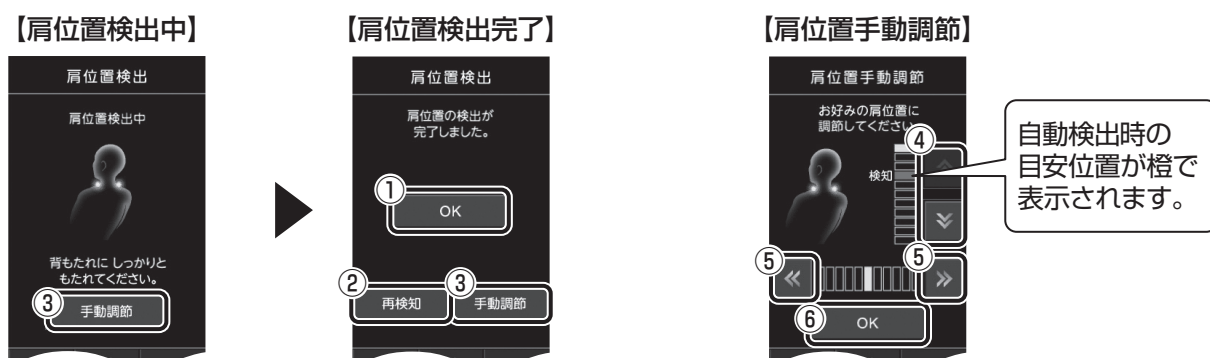 【肩位置検出中】
肩位置検出
肩位置検出中
背もたれに しっかりと
もたれてください。
③
手動調節
【肩位置検出完了】
肩位置検出
肩位置の検出が
完了しました。
①
OK
②
再検知
③
手動調節
【肩位置手動調節】
肩位置手動調節
お好みの肩位置に
調節してください
④
検知
自動検出時の
目安位置が橙で
表示されます。
⑤
⑤
⑥
OK